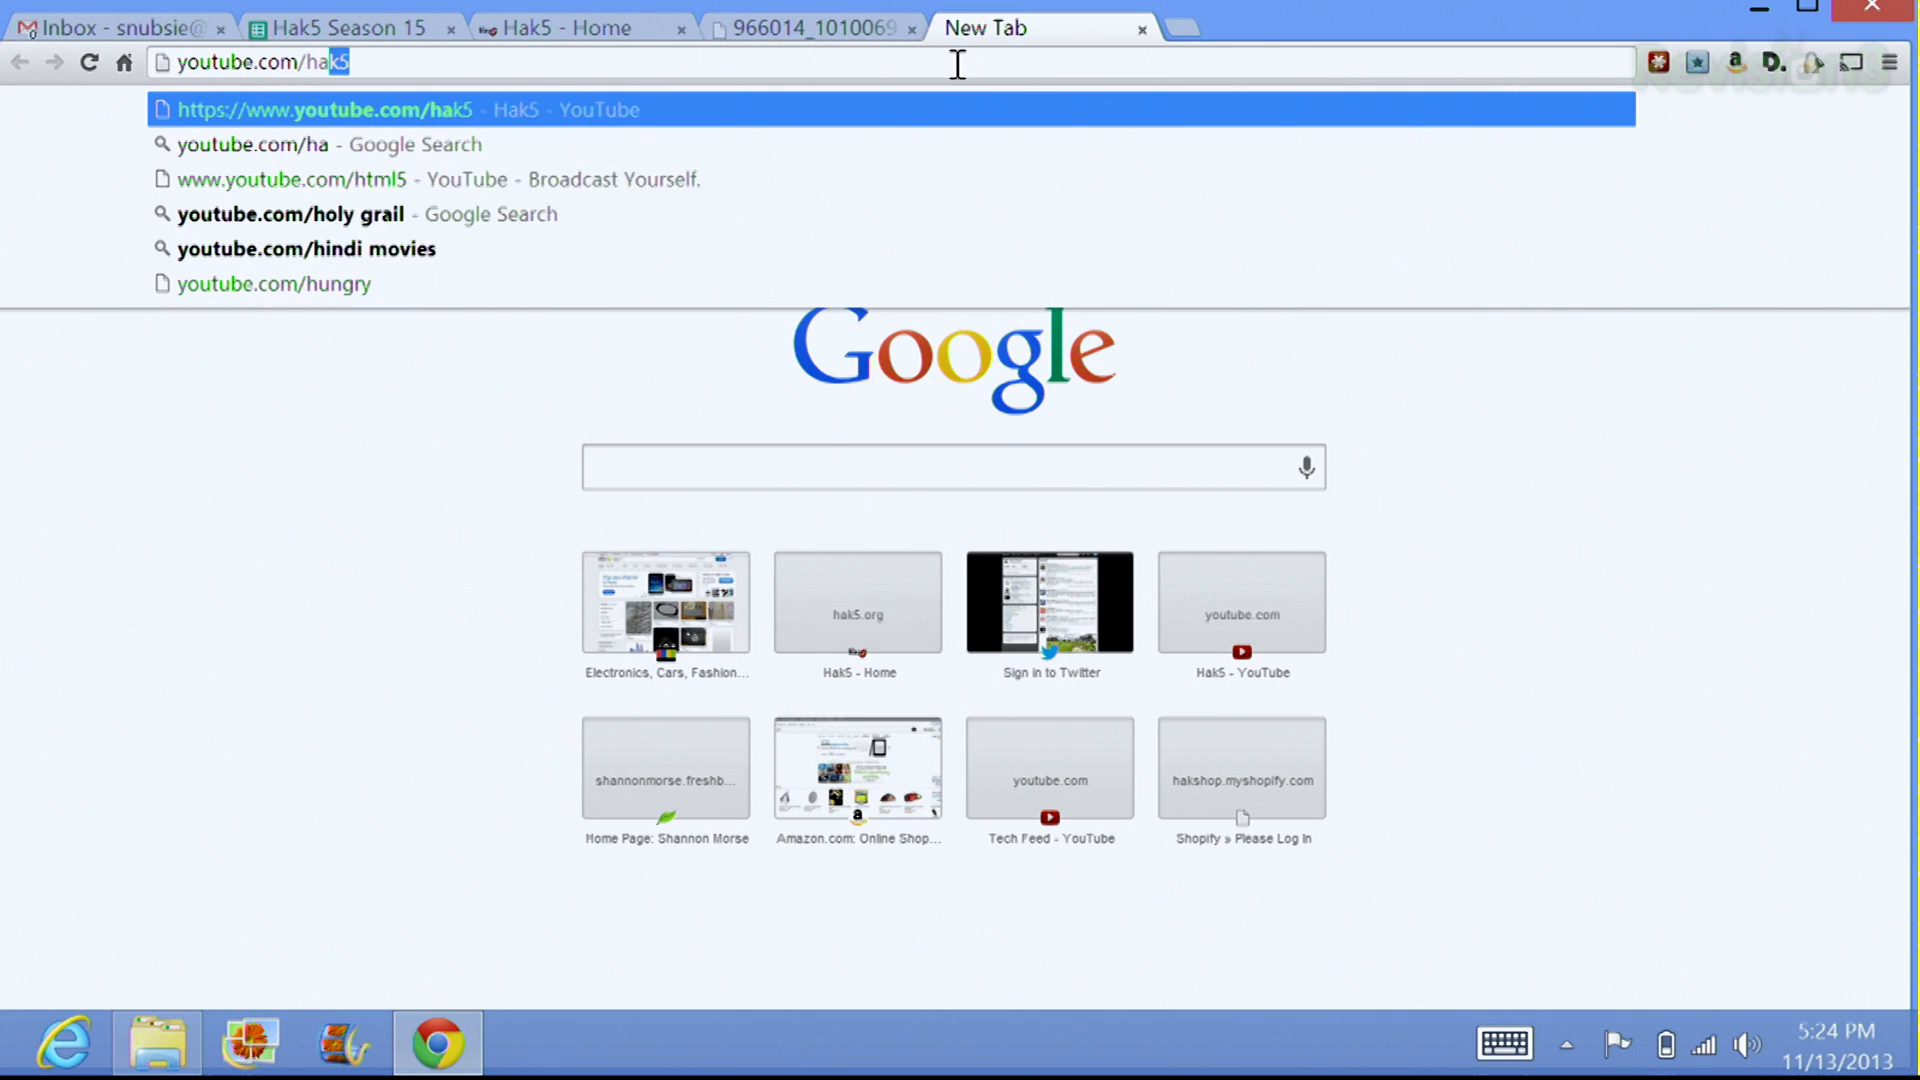 Inbox - snubsie@
Hak5 Season 15
Hak5 - Home
966014_1010069
New Tab
youtube.com/hak5
https://www.youtube.com/hak5 - Hak5 - YouTube
youtube.com/ha - Google Search
www.youtube.com/html5 - YouTube - Broadcast Yourself.
youtube.com/holy grail - Google Search
youtube.com/hindi movies
youtube.com/hungry
Google
hak5.org
youtube.com
Electronics, Cars, Fashion...
Hak5 - Home
Sign in to Twitter
Hak5 - YouTube
shannonmorse.freshb...
youtube.com
hakshop.myshopify.com
Home Page: Shannon Morse
Amazon.com: Online Shop...
Tech Feed - YouTube
Shopify » Please Log In
5:24 PM
11/13/2013